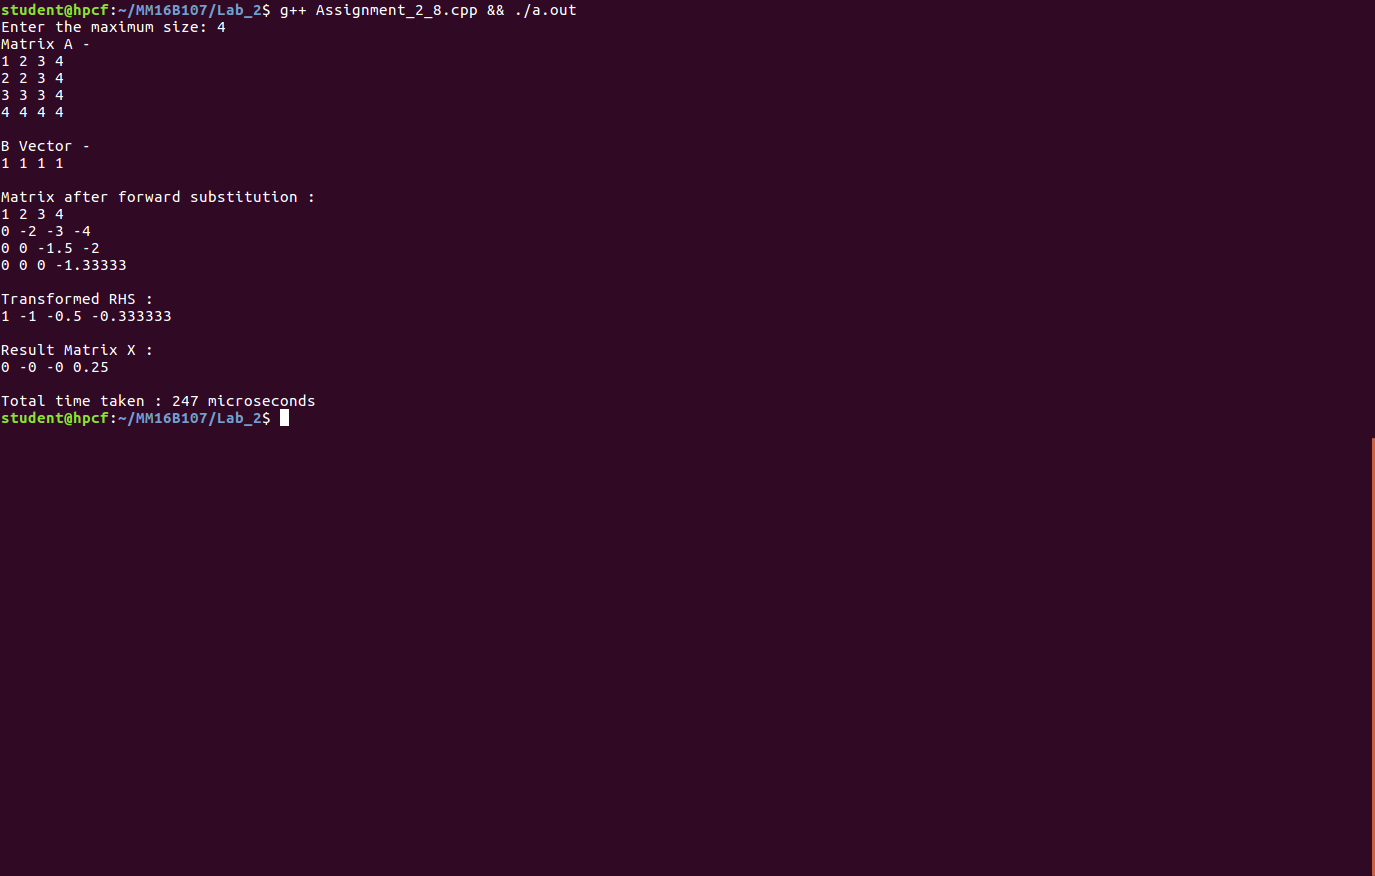 student@hpcf:~/MM16B107/Lab_2$ g++ Assignment_2_8.cpp && ./a.out
Enter the maximum size: 4
Matrix A -
1 2 3 4
2 2 3 4
3 3 3 4
4 4 4 4
B Vector -
1 1 1 1
Matrix after forward substitution :
1 2 3 4
0 -2 -3 -4
0 0 -1.5 -2
0 0 0 -1.33333
Transformed RHS :
1 -1 -0.5 -0.333333
Result Matrix X :
0 -0 -0 0.25
Total time taken : 247 microseconds
student@hpcf:~/MM16B107/Lab_2$